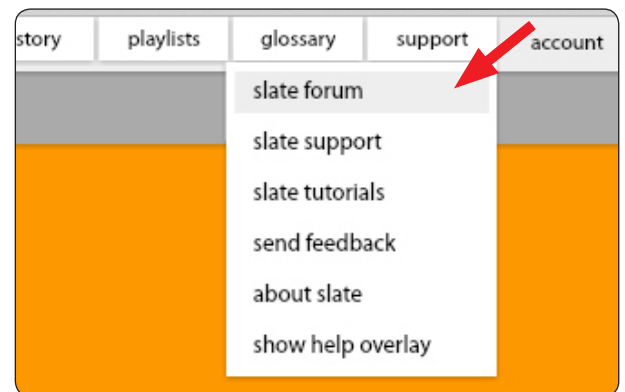 story playlists glossary support account
slate forum
slate support
slate tutorials
send feedback
about slate
show help overlay